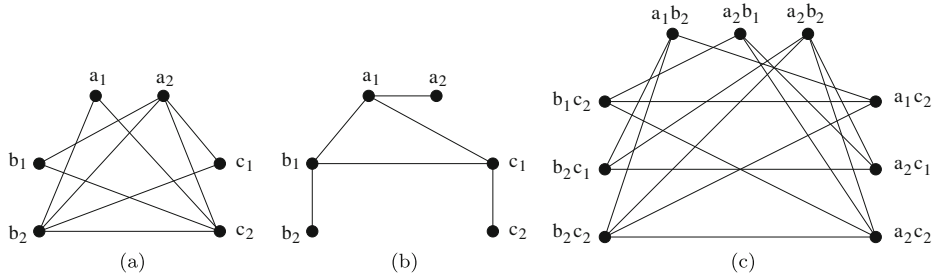 a₁ a₂
b₁ c₁
b₂ c₂
(a)
a₁ a₂
b₁ c₁
b₂ c₂
(b)
a₁b₂ a₂b₁ a₂b₂
b₁c₂ a₁c₂
b₂c₁ a₂c₁
b₂c₂ a₂c₂
(c)